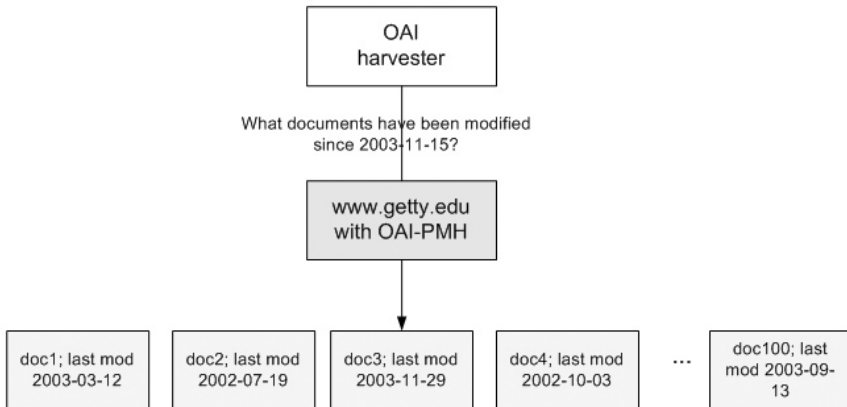 OAI
harvester
What documents have been modified
since 2003-11-15?
www.getty.edu
with OAI-PMH
doc1; last mod
2003-03-12
doc2; last mod
2002-07-19
doc3; last mod
2003-11-29
doc4; last mod
2002-10-03
...
doc100; last
mod 2003-09-
13